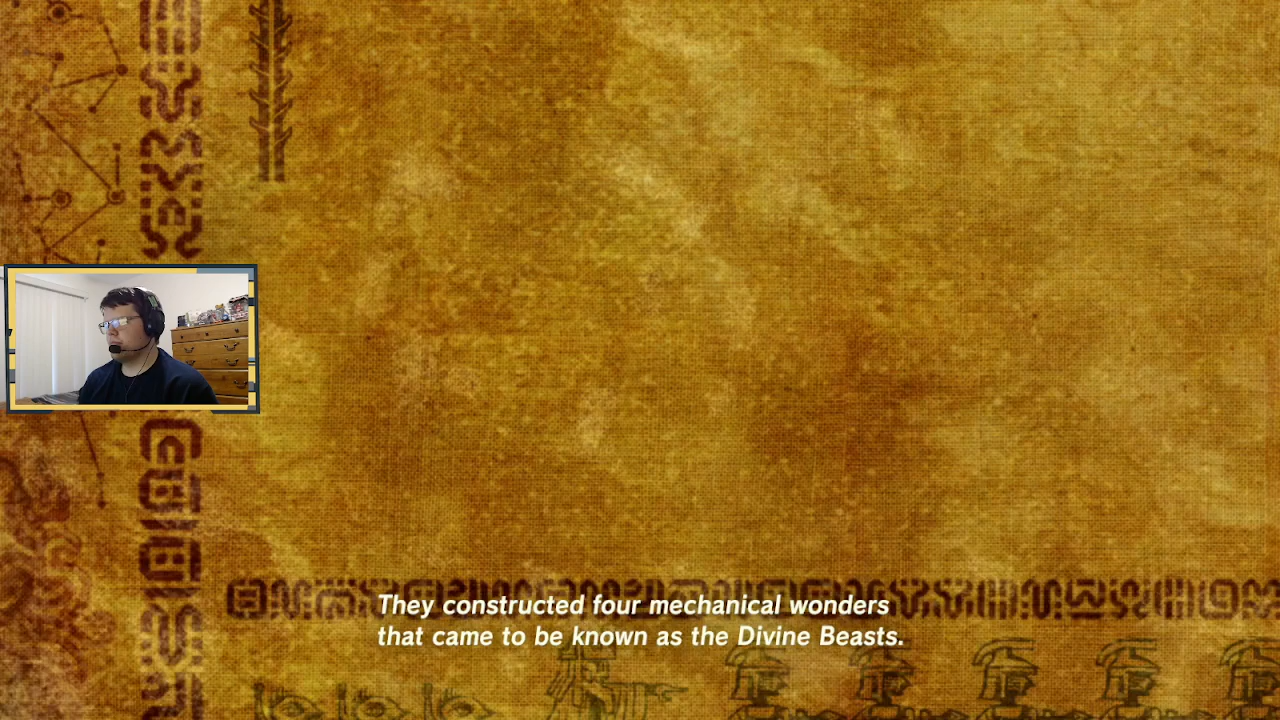 They constructed four mechanical wonders
that came to be known as the Divine Beasts.